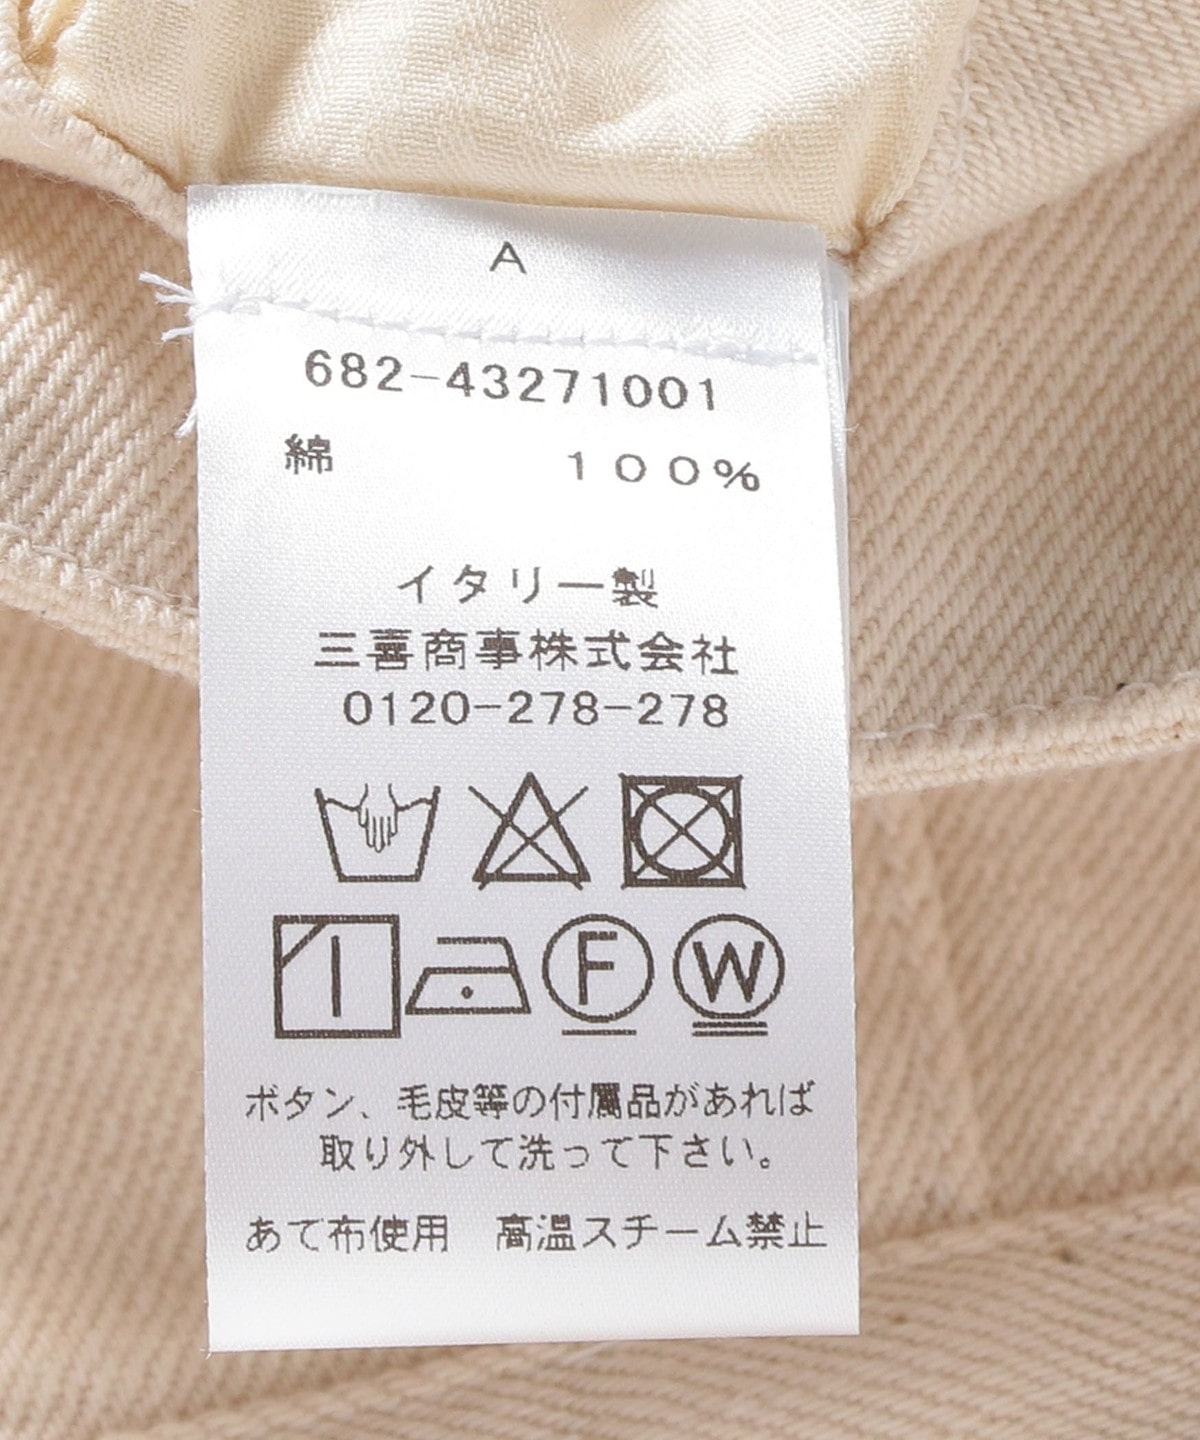 A
682-43271001
綿 100%
イタリー製
三喜商事株式会社
0120-278-278
F W
ボタン、毛皮等の付属品があれば
取り外して洗って下さい。
あて布使用 高温スチーム禁止